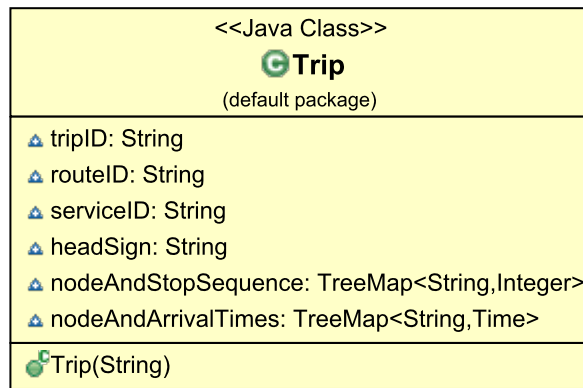 <<Java Class>>
C Trip
(default package)
tripID: String
routeID: String
serviceID: String
headSign: String
nodeAndStopSequence: TreeMap<String,Integer>
nodeAndArrivalTimes: TreeMap<String,Time>
C Trip(String)